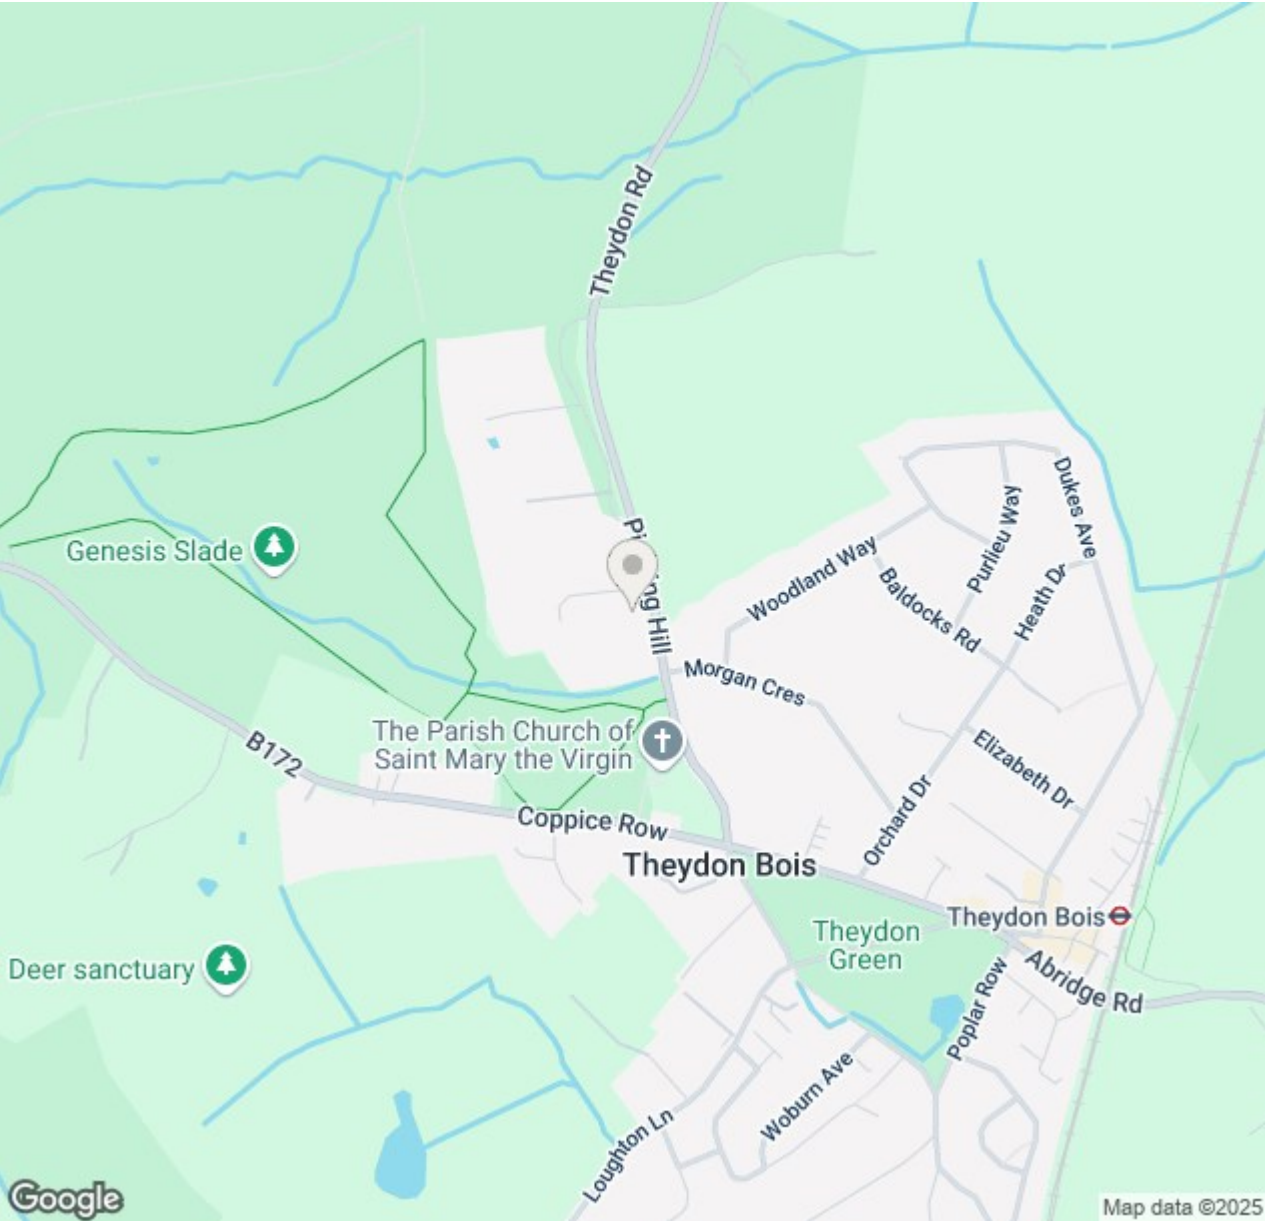 Theydon Rd
Dukes Ave
Purlieu Way
Genesis Slade
Woodland Way
Heath Dr
Baldocks Rd
Hill
Morgan Cres
The Parish Church of
Saint Mary the Virgin
B172
Elizabeth Dr
Orchard Dr
Coppice Row
Theydon Bois
Theydon Bois
Theydon
Green
Deer sanctuary
Abridge Rd
Poplar Row
Woburn Ave
Loughton Ln
Google
Map data ©2025